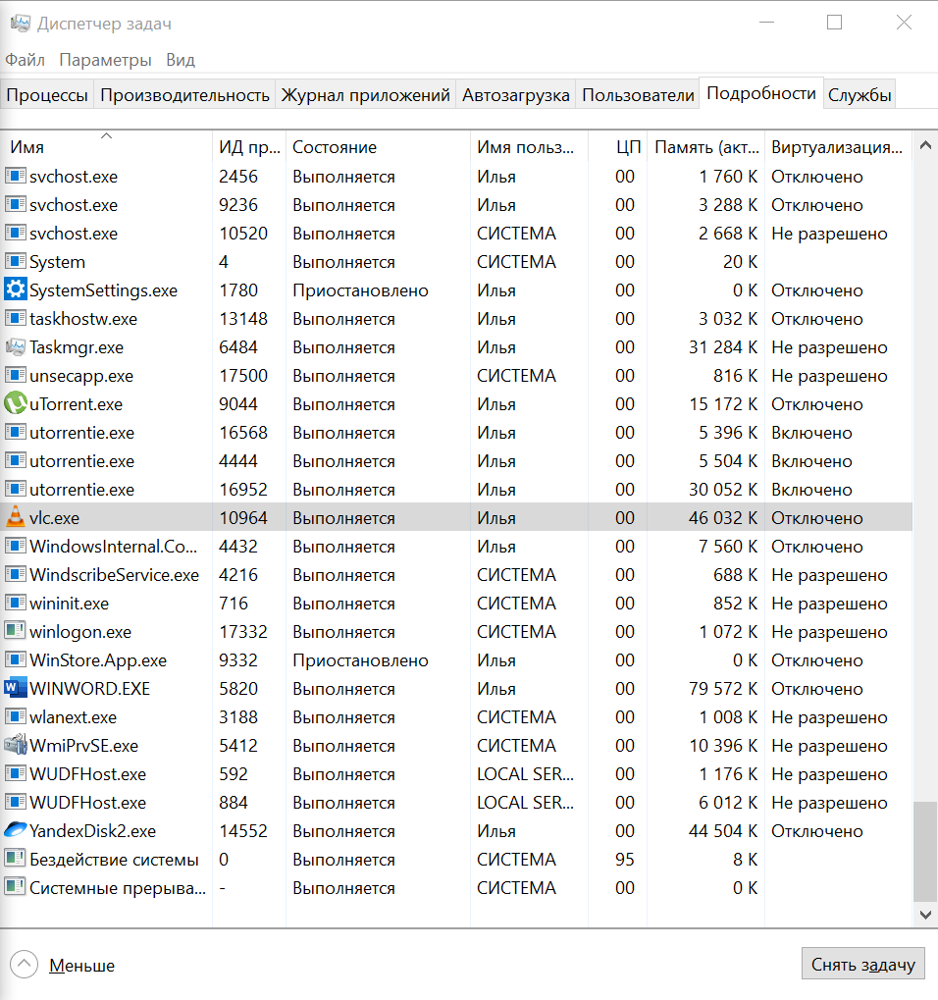 Диспетчер задач
Файл Параметры Вид
Процессы Производительность Журнал приложений Автозагрузка Пользователи Подробности Службы
Имя ИД пр... Состояние Имя польз... ЦП Память (акт... Виртуализация...
svchost.exe 2456 Выполняется Илья 00 1 760 K Отключено
svchost.exe 9236 Выполняется Илья 00 3 288 K Отключено
svchost.exe 10520 Выполняется СИСТЕМА 00 2 668 K Не разрешено
System 4 Выполняется СИСТЕМА 00 20 K
SystemSettings.exe 1780 Приостановлено Илья 00 0 K Отключено
taskhostw.exe 13148 Выполняется Илья 00 3 032 K Отключено
Taskmgr.exe 6484 Выполняется Илья 00 31 284 K Не разрешено
unsecapp.exe 17500 Выполняется СИСТЕМА 00 816 K Не разрешено
uTorrent.exe 9044 Выполняется Илья 00 15 172 K Отключено
utorrentie.exe 16568 Выполняется Илья 00 5 396 K Включено
utorrentie.exe 4444 Выполняется Илья 00 5 504 K Включено
utorrentie.exe 16952 Выполняется Илья 00 30 052 K Включено
vlc.exe 10964 Выполняется Илья 00 46 032 K Отключено
WindowsInternal.Co... 4432 Выполняется Илья 00 7 560 K Отключено
WindscribeService.exe 4216 Выполняется СИСТЕМА 00 688 K Не разрешено
wininit.exe 716 Выполняется СИСТЕМА 00 852 K Не разрешено
winlogon.exe 17332 Выполняется СИСТЕМА 00 1 072 K Не разрешено
WinStore.App.exe 9332 Приостановлено Илья 00 0 K Отключено
WINWORD.EXE 5820 Выполняется Илья 00 79 572 K Отключено
wlanext.exe 3188 Выполняется СИСТЕМА 00 1 008 K Не разрешено
WmiPrvSE.exe 5412 Выполняется СИСТЕМА 00 10 396 K Не разрешено
WUDFHost.exe 592 Выполняется LOCAL SER... 00 1 176 K Не разрешено
WUDFHost.exe 884 Выполняется LOCAL SER... 00 6 012 K Не разрешено
YandexDisk2.exe 14552 Выполняется Илья 00 44 504 K Отключено
Бездействие системы 0 Выполняется СИСТЕМА 95 8 K
Системные прерыва... - Выполняется СИСТЕМА 00 0 K
Меньше Снять задачу